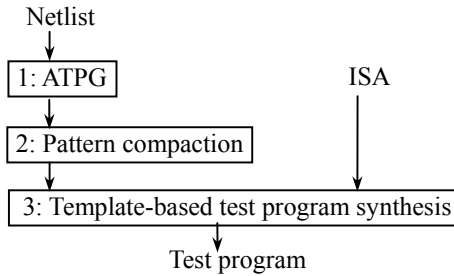 Netlist
1: ATPG
ISA
2: Pattern compaction
3: Template-based test program synthesis
Test program